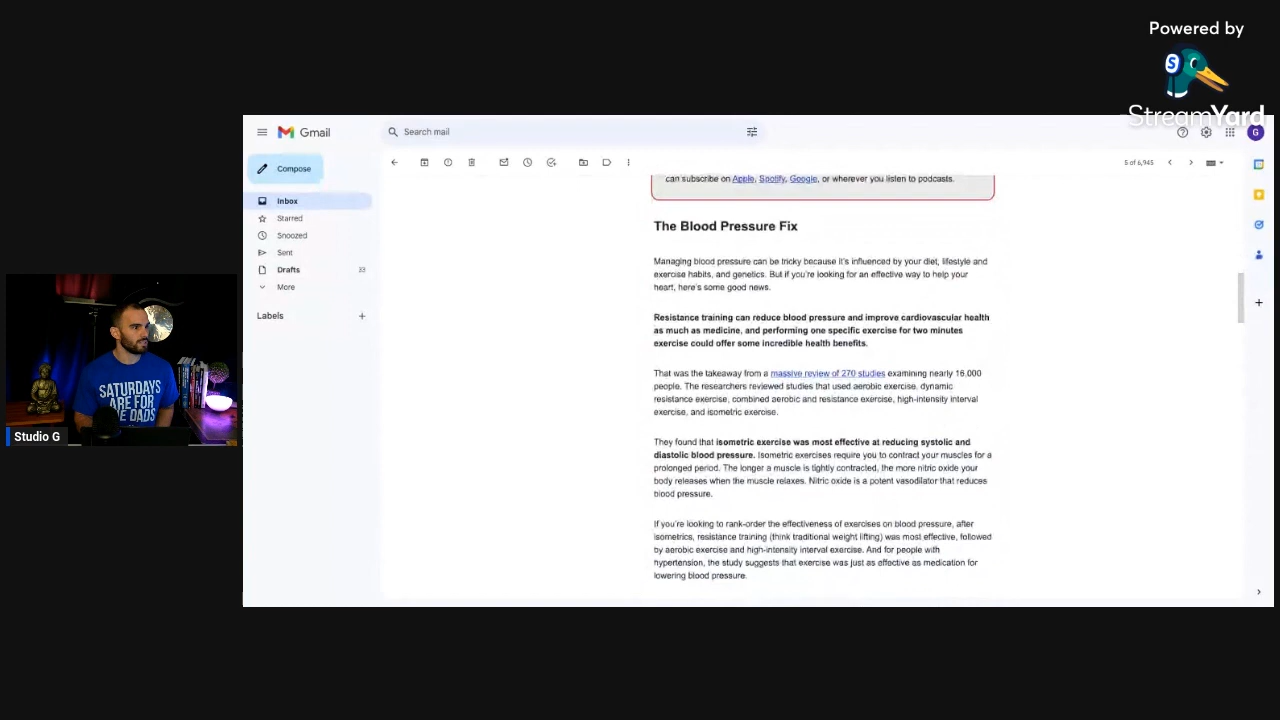 Powered by
StreamYard
Gmail
Search mail
G
Compose
5 of 6,945
Inbox
Starred
Snoozed
Sent
Drafts 33
More
Labels
can subscribe on Apple, Spotify, Google, or wherever you listen to podcasts.
The Blood Pressure Fix
Managing blood pressure can be tricky because it's influenced by your diet, lifestyle and
exercise habits, and genetics. But if you're looking for an effective way to help your
heart, here's some good news.
Resistance training can reduce blood pressure and improve cardiovascular health
as much as medicine, and performing one specific exercise for two minutes
exercise could offer some incredible health benefits.
That was the takeaway from a massive review of 270 studies examining nearly 16,000
people. The researchers reviewed studies that used aerobic exercise, dynamic
resistance exercise, combined aerobic and resistance exercise, high-intensity interval
exercise, and isometric exercise.
They found that isometric exercise was most effective at reducing systolic and
diastolic blood pressure. Isometric exercises require you to contract your muscles for a
prolonged period. The longer a muscle is tightly contracted, the more nitric oxide your
body releases when the muscle relaxes. Nitric oxide is a potent vasodilator that reduces
blood pressure.
If you're looking to rank-order the effectiveness of exercises on blood pressure, after
isometrics, resistance training (think traditional weight lifting) was most effective, followed
by aerobic exercise and high-intensity interval exercise. And for people with
hypertension, the study suggests that exercise was just as effective as medication for
lowering blood pressure.
SATURDAYS
ARE FOR
THE DADS
Studio G